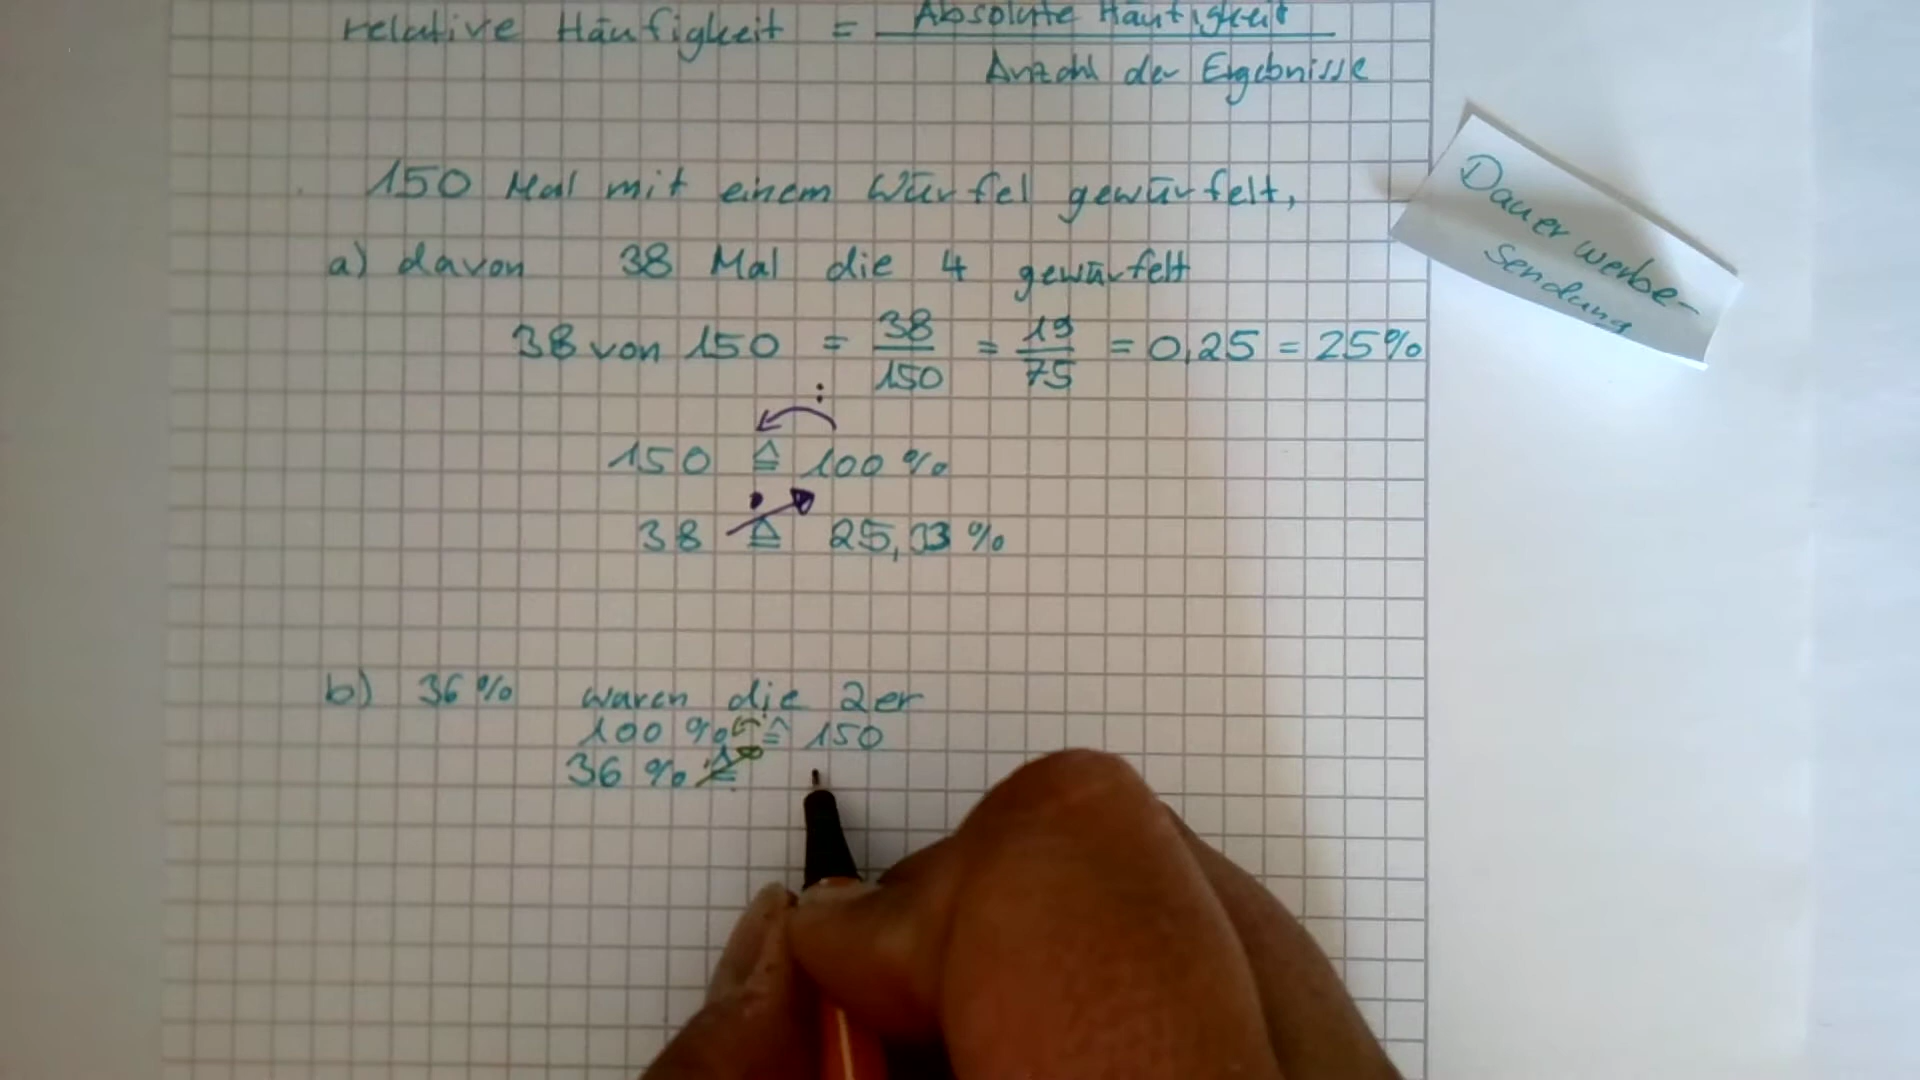 relative Häufigkeit = Absolute Häufigkeit / Anzahl der Ergebnisse
150 Mal mit einem Würfel gewürfelt,
a) davon 38 Mal die 4 gewürfelt
38 von 150 = 38/150 = 19/75 = 0,25 = 25%
:
150 ≙ 100 %
·
38 ≙ 25,33 %
b) 36% waren die 2er
100 % ≙ 150
36 % ≙
Dauerwerbe-
sendung